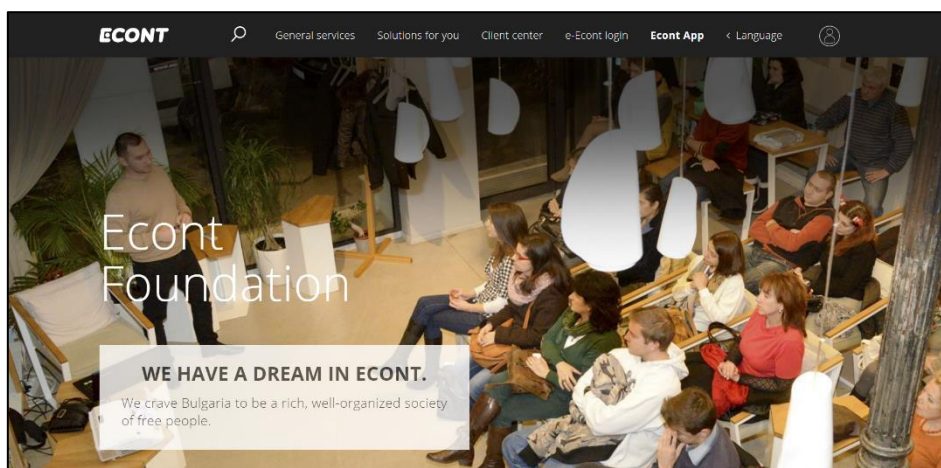 ECONT
General services
Solutions for you
Client center
e-Econt login
Econt App
< Language
Econt
Foundation
WE HAVE A DREAM IN ECONT.
We crave Bulgaria to be a rich, well-organized society
of free people.